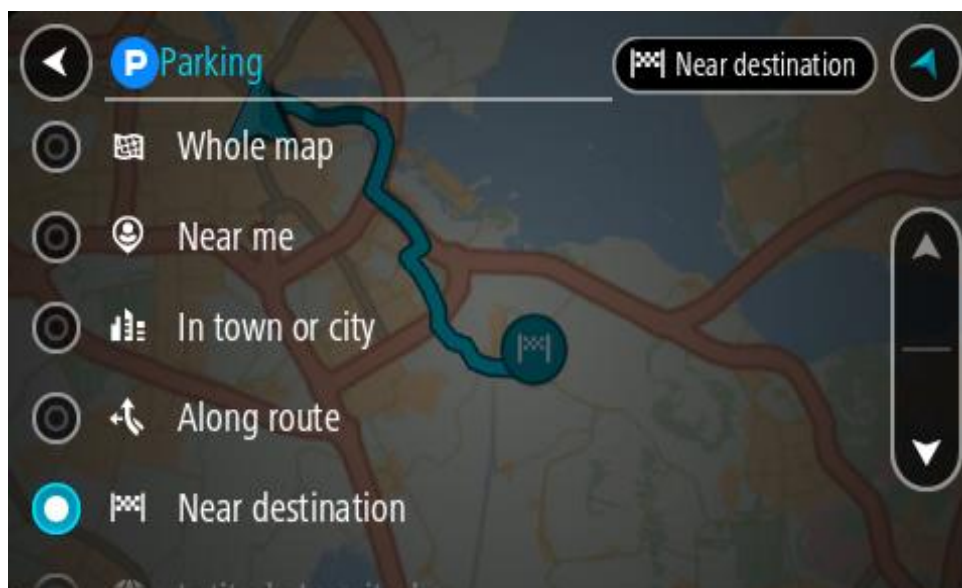 P Parking
Near destination
Whole map
Near me
In town or city
Along route
Near destination